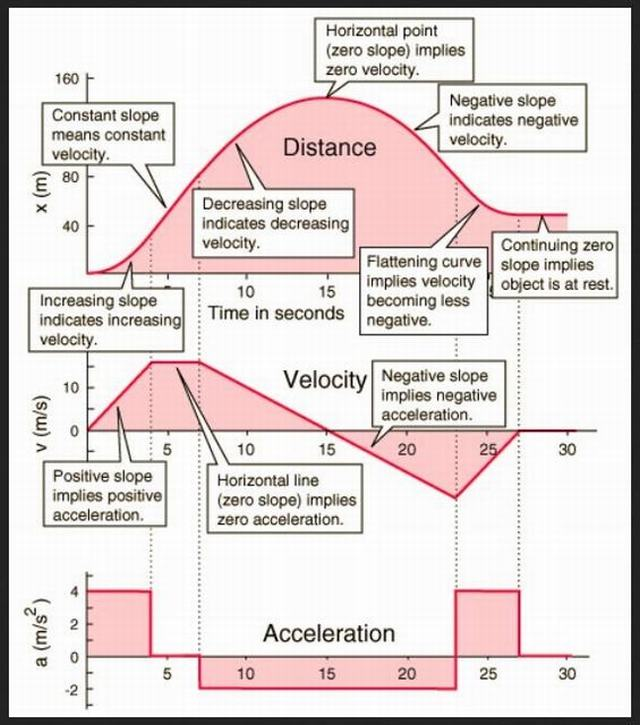 Horizontal point
(zero slope) implies
zero velocity.
160
Constant slope
means constant
velocity.
Negative slope
indicates negative
velocity.
Distance
x (m)
80
Decreasing slope
indicates decreasing
velocity.
40
Flattening curve
implies velocity
becoming less
negative.
Continuing zero
slope implies
object is at rest.
10
15
Time in seconds
Increasing slope
indicates increasing
velocity.
Velocity
Negative slope
implies negative
acceleration.
10
v (m/s)
0
5
10
15
20
25
30
Positive slope
implies positive
acceleration.
Horizontal line
(zero slope) implies
zero acceleration.
a (m/s²)
4
2
0
-2
Acceleration
5
10
15
20
25
30